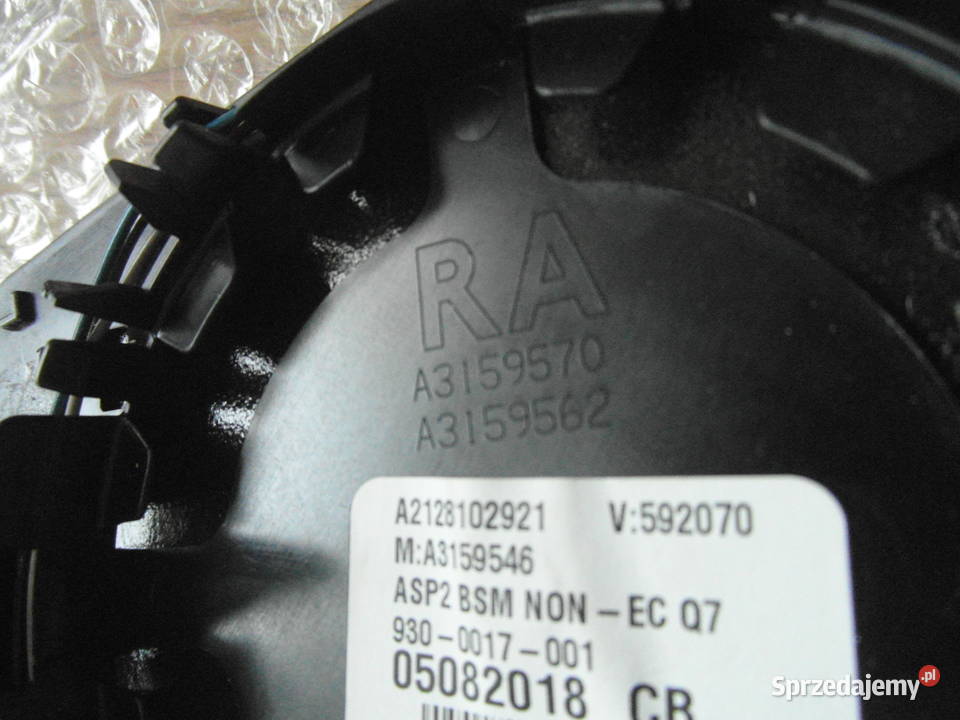 RA
A3159570
A3159562
A2128102921 V:592070
M:A3159546
ASP2 BSM NON-EC Q7
930-0017-001
05082018 CB
Sprzedajemy.pl